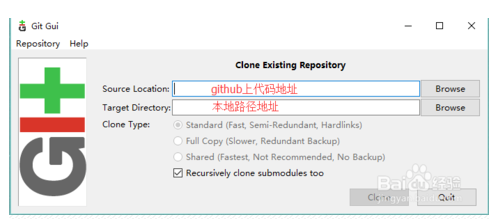 Git Gui
Repository Help
Clone Existing Repository
Source Location: github上代码地址 Browse
Target Directory: 本地路径地址 Browse
Clone Type: Standard (Fast, Semi-Redundant, Hardlinks)
Full Copy (Slower, Redundant Backup)
Shared (Fastest, Not Recommended, No Backup)
Recursively clone submodules too
Clone Quit
GIT
Baidu 经验